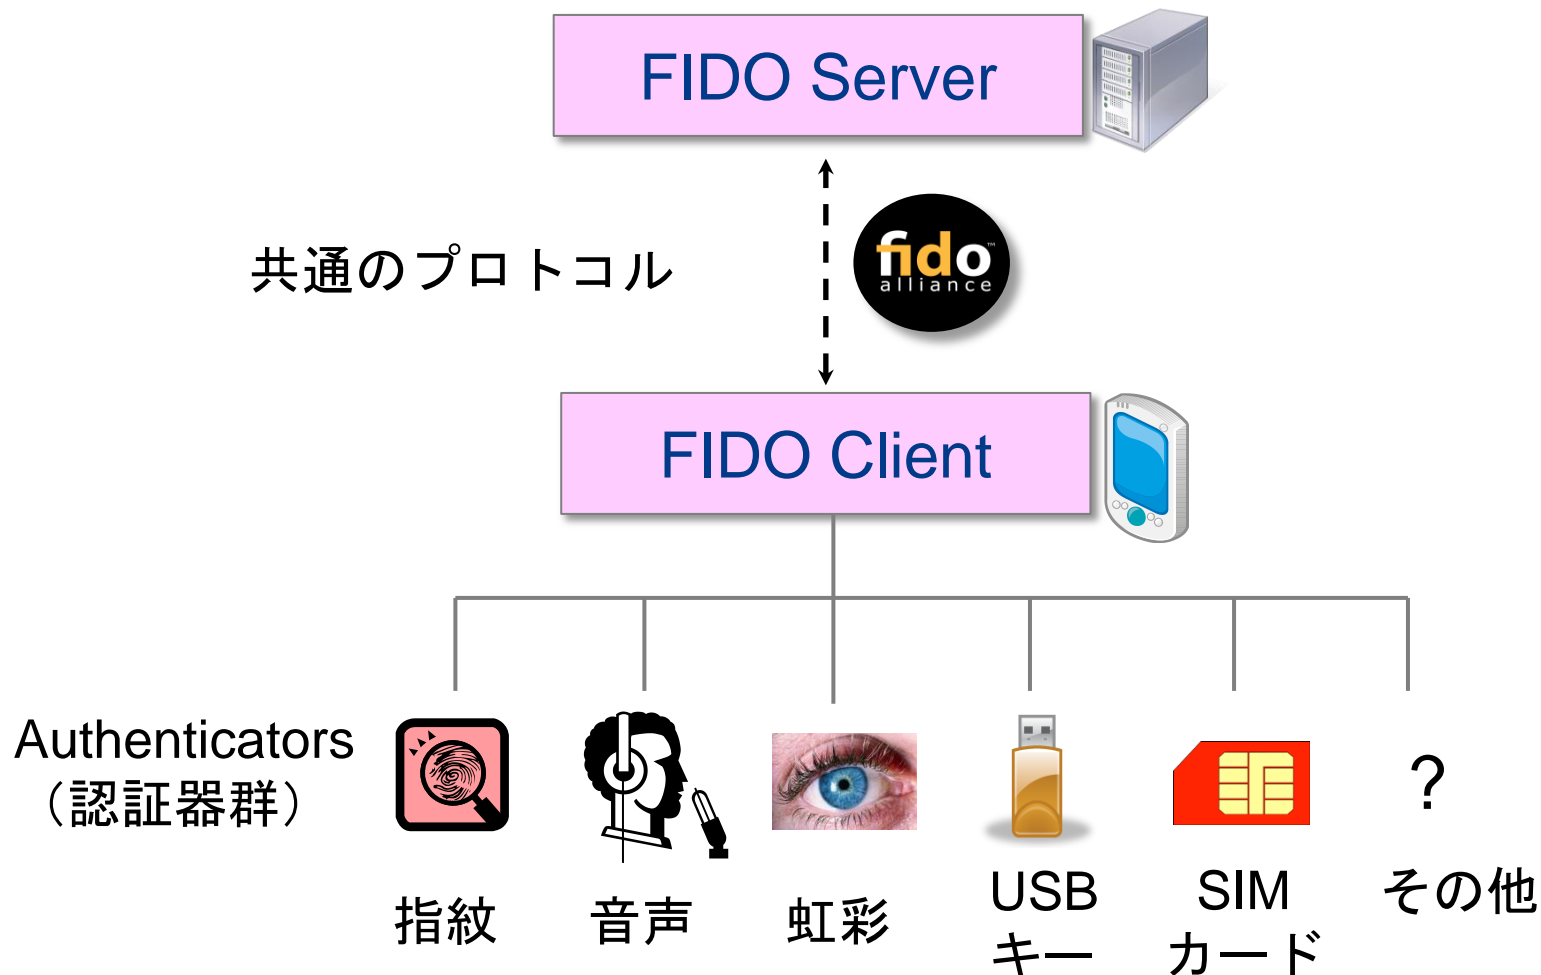 FIDO Server
共通のプロトコル
fido™
alliance
FIDO Client
Authenticators
（認証器群）
指紋
音声
虹彩
USB
キー
SIM
カード
?
その他